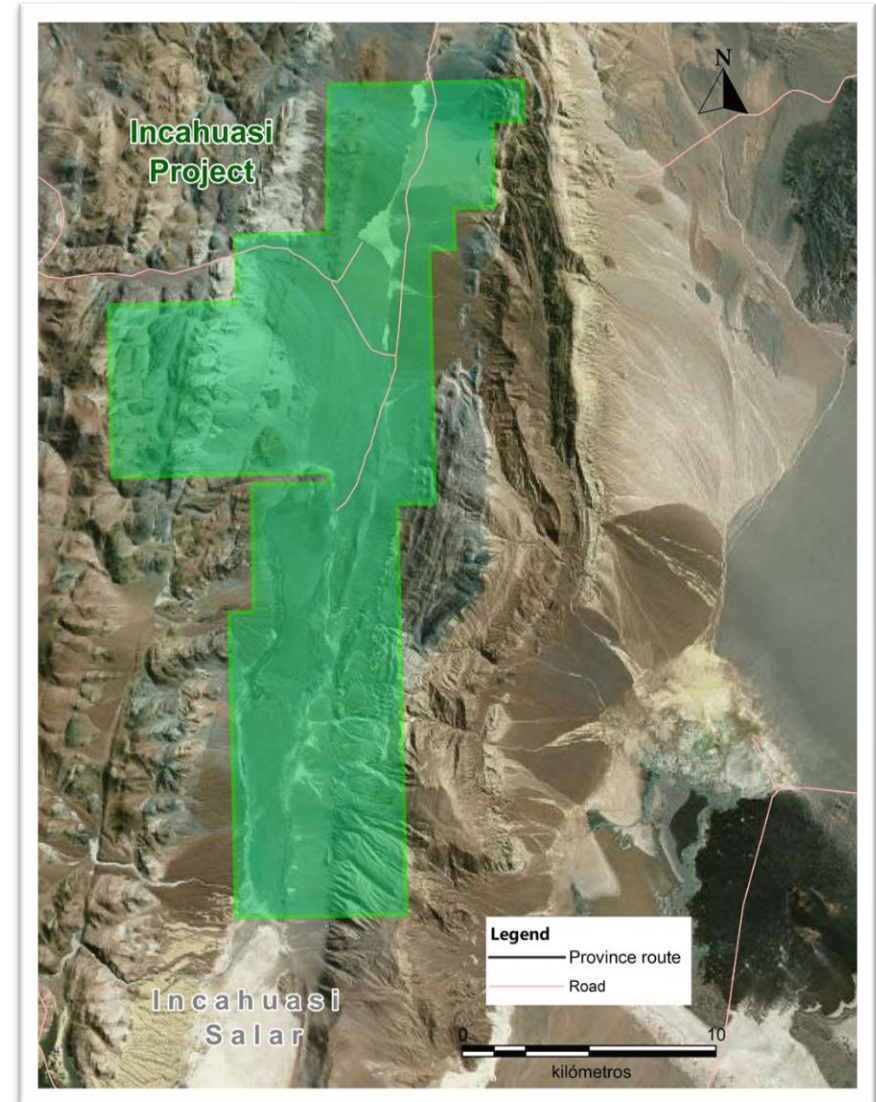 N
Incahuasi
Project
Legend
Province route
Road
Incahuasi
Salar
0 10
kilómetros